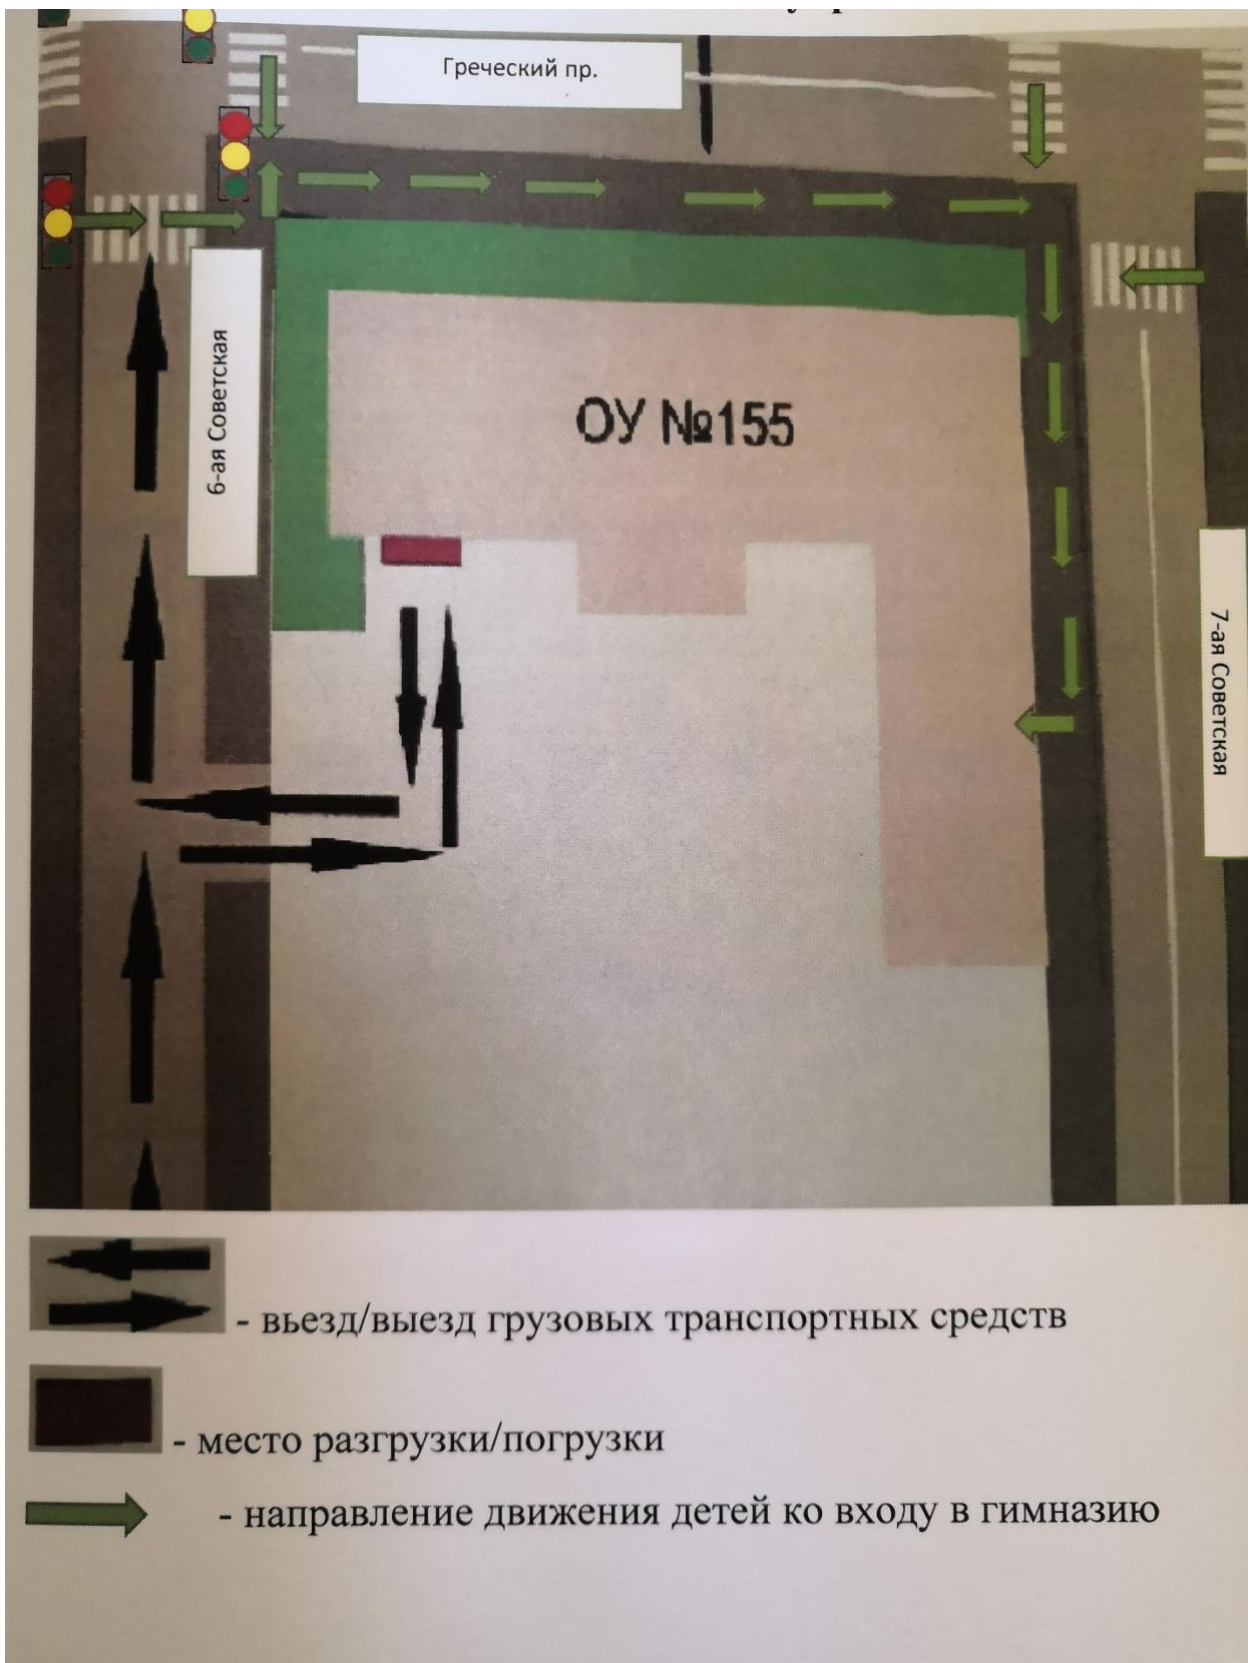 Греческий пр.
6-ая Советская
ОУ №155
7-ая Советская
- вьезд/выезд грузовых транспортных средств
- место разгрузки/погрузки
- направление движения детей ко входу в гимназию